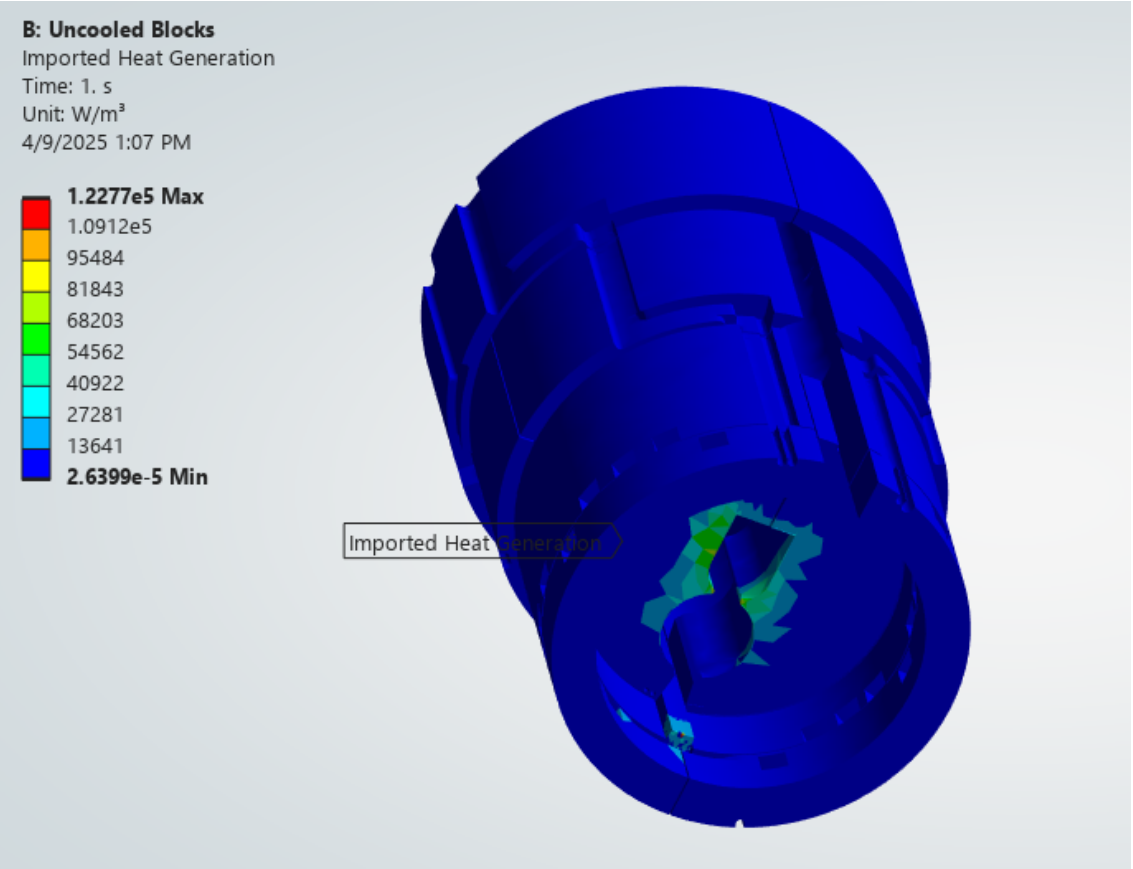 B: Uncooled Blocks
Imported Heat Generation
Time: 1. s
Unit: W/m³
4/9/2025 1:07 PM
1.2277e5 Max
1.0912e5
95484
81843
68203
54562
40922
27281
13641
2.6399e-5 Min
Imported Heat Generation